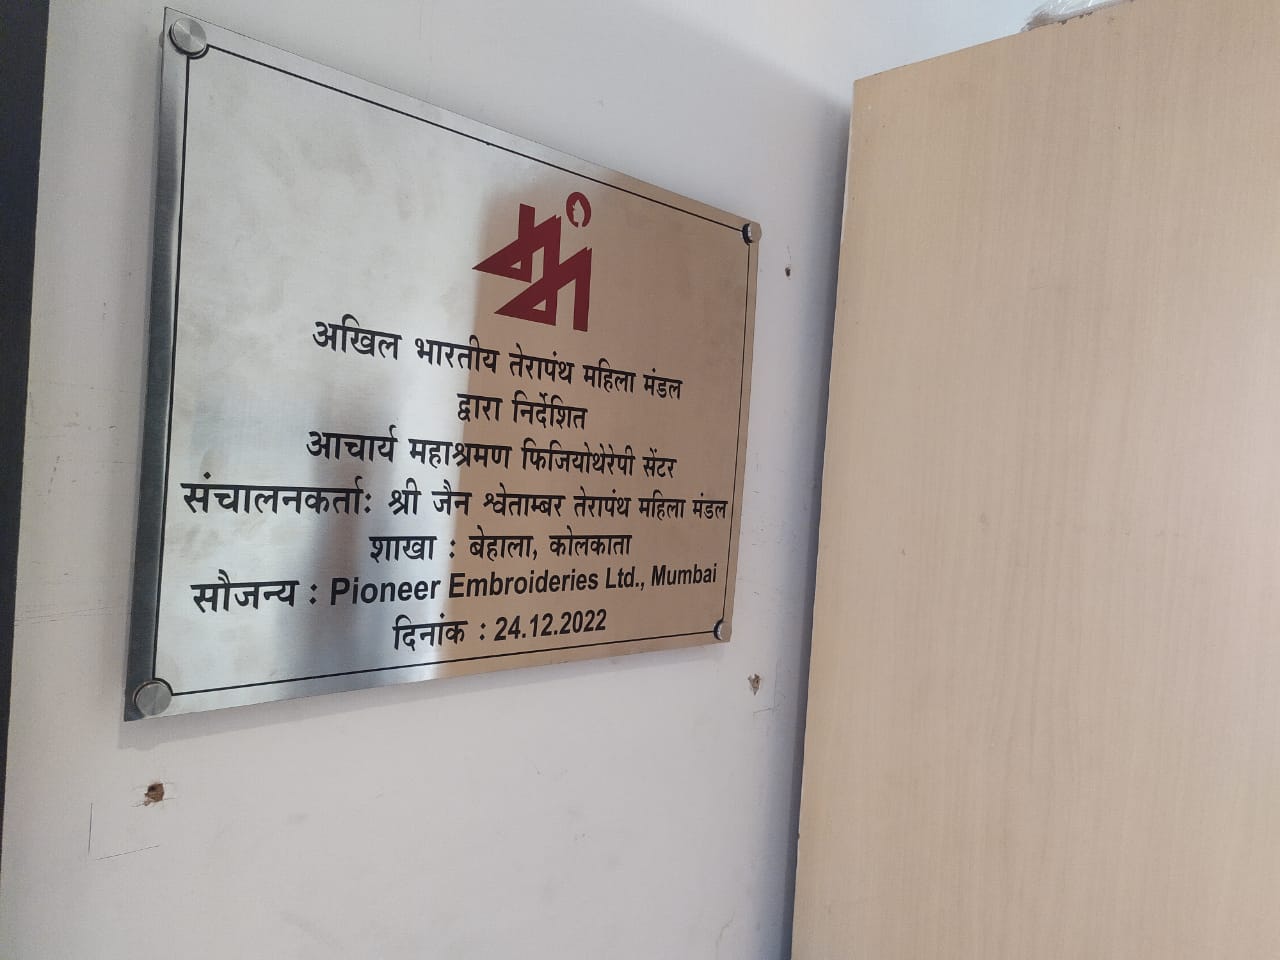 अखिल भारतीय तेरापंथ महिला मंडल
द्वारा निर्देशित
आचार्य महाश्रमण फिजियोथेरेपी सेंटर
संचालनकर्ताः श्री जैन श्वेताम्बर तेरापंथ महिला मंडल
शाखा : बेहाला, कोलकाता
सौजन्य : Pioneer Embroideries Ltd., Mumbai
दिनांक : 24.12.2022